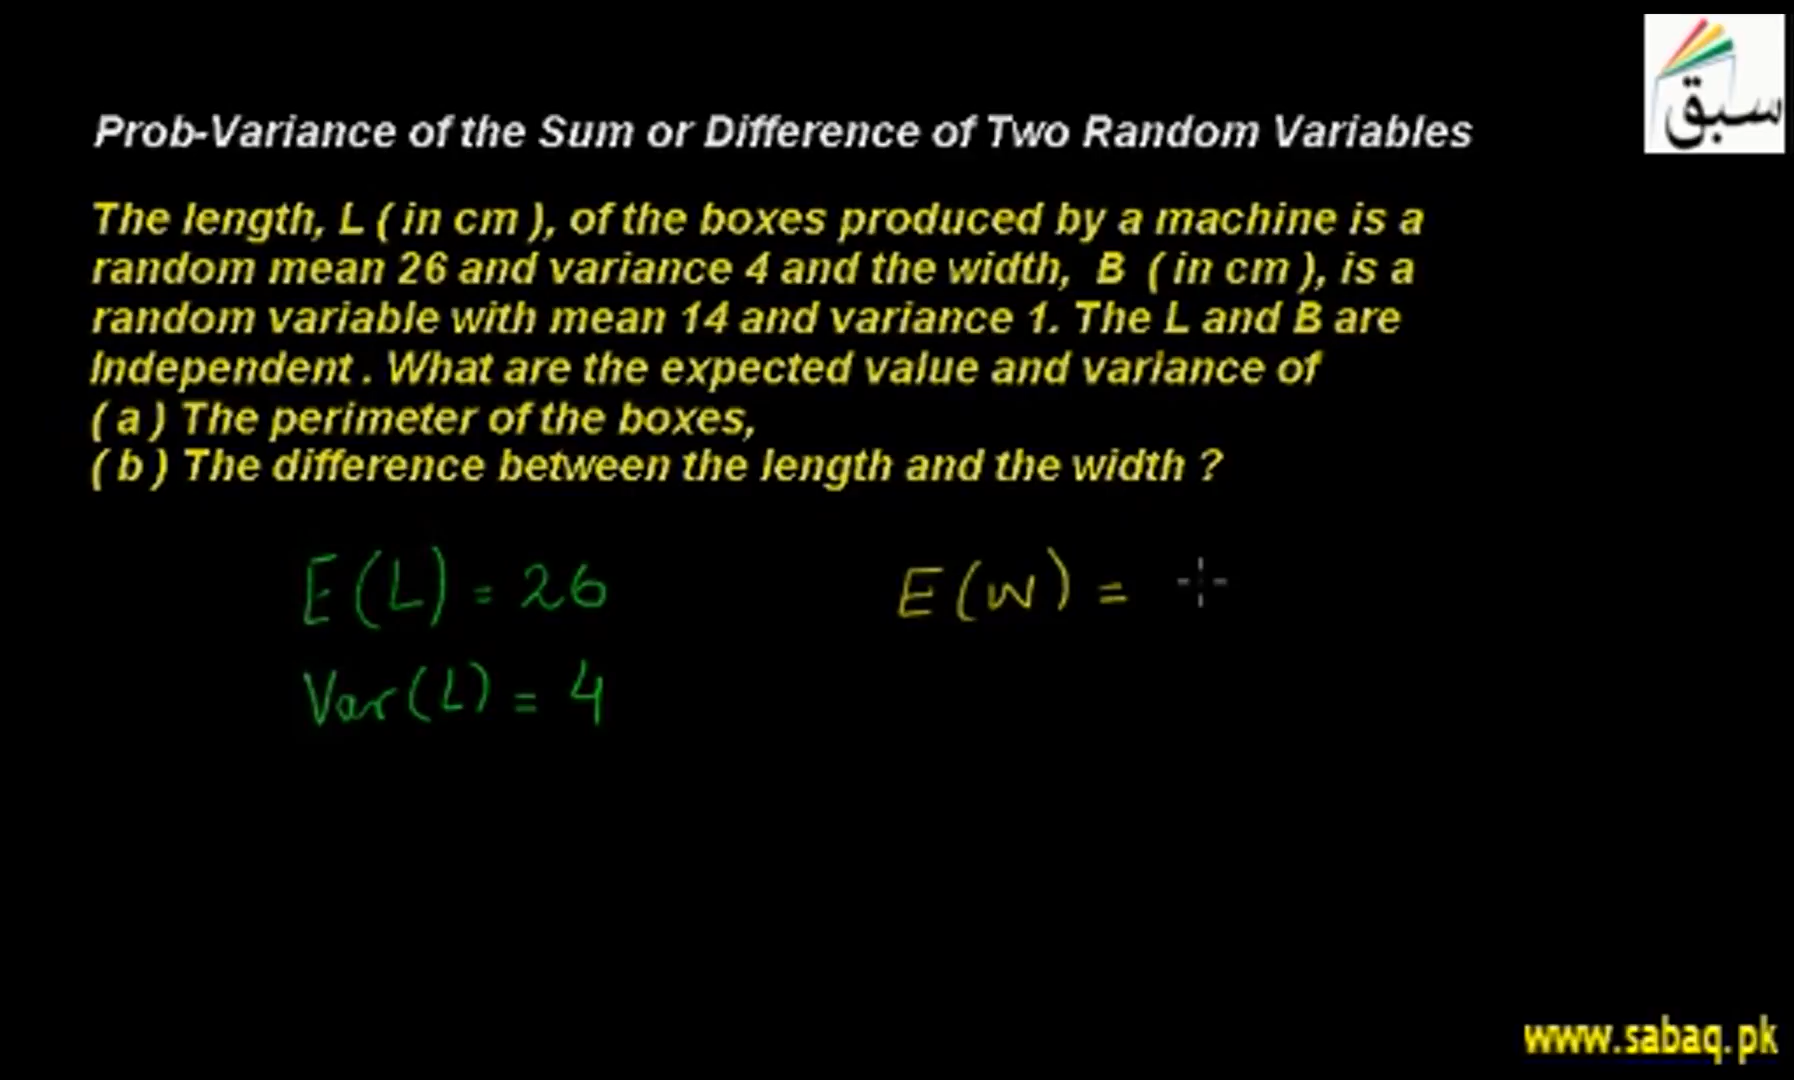 سبق
Prob-Variance of the Sum or Difference of Two Random Variables
The length, L ( in cm ), of the boxes produced by a machine is a
random mean 26 and variance 4 and the width, B ( in cm ), is a
random variable with mean 14 and variance 1. The L and B are
Independent . What are the expected value and variance of
( a ) The perimeter of the boxes,
( b ) The difference between the length and the width ?
E(L) = 26 E(W) =
Var(L) = 4
www.sabaq.pk